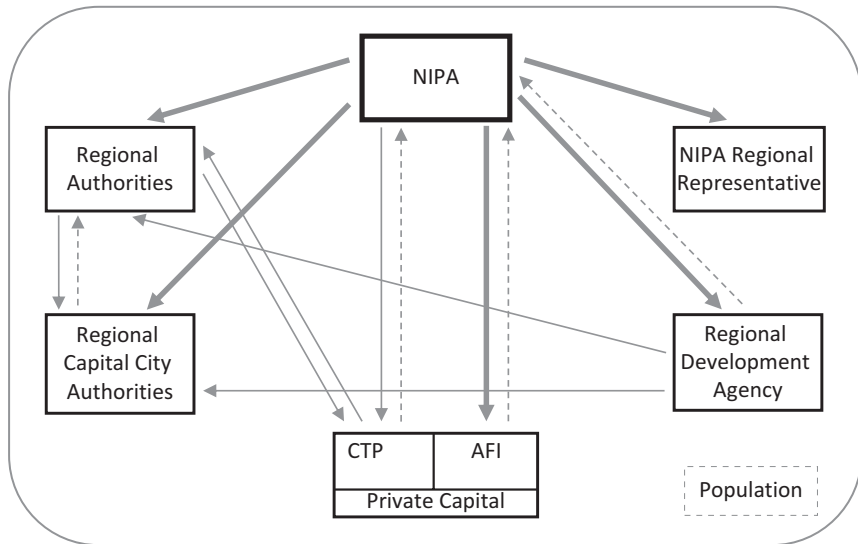 NIPA
Regional
Authorities
NIPA Regional
Representative
Regional
Capital City
Authorities
Regional
Development
Agency
CTP
AFI
Private Capital
Population